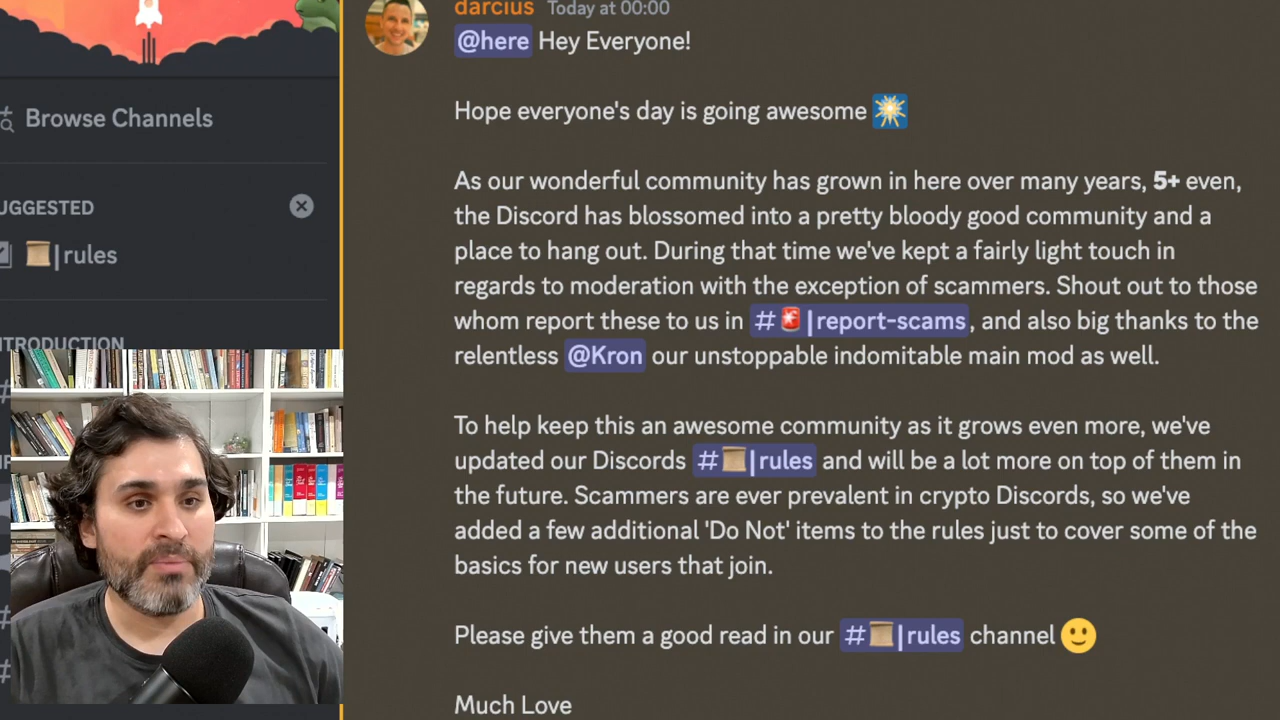 darcius Today at 00:00
@here Hey Everyone!
Hope everyone's day is going awesome
As our wonderful community has grown in here over many years, 5+ even,
the Discord has blossomed into a pretty bloody good community and a
place to hang out. During that time we've kept a fairly light touch in
regards to moderation with the exception of scammers. Shout out to those
whom report these to us in #|report-scams, and also big thanks to the
relentless @Kron our unstoppable indomitable main mod as well.
To help keep this an awesome community as it grows even more, we've
updated our Discords #|rules and will be a lot more on top of them in
the future. Scammers are ever prevalent in crypto Discords, so we've
added a few additional 'Do Not' items to the rules just to cover some of the
basics for new users that join.
Please give them a good read in our #|rules channel
Much Love
Browse Channels
UGGESTED
|rules